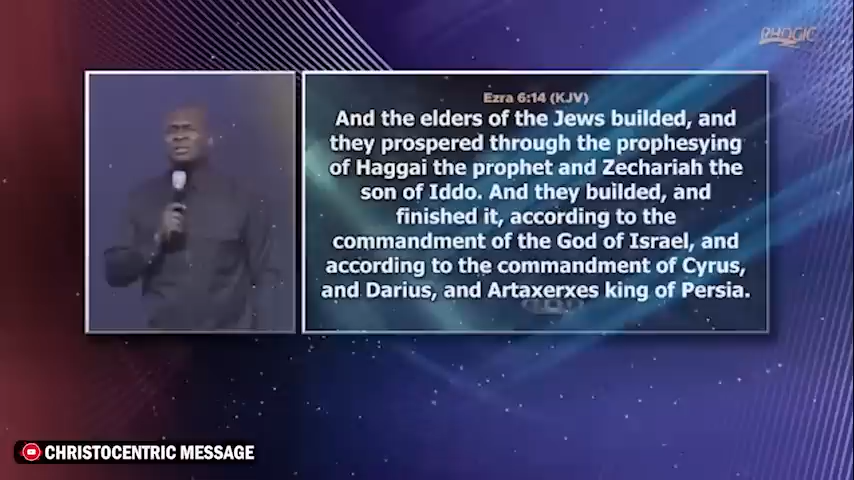 PHOGIC
Ezra 6:14 (KJV)
And the elders of the Jews builded, and
they prospered through the prophesying
of Haggai the prophet and Zechariah the
son of Iddo. And they builded, and
finished it, according to the
commandment of the God of Israel, and
according to the commandment of Cyrus,
and Darius, and Artaxerxes king of Persia.
CHRISTOCENTRIC MESSAGE